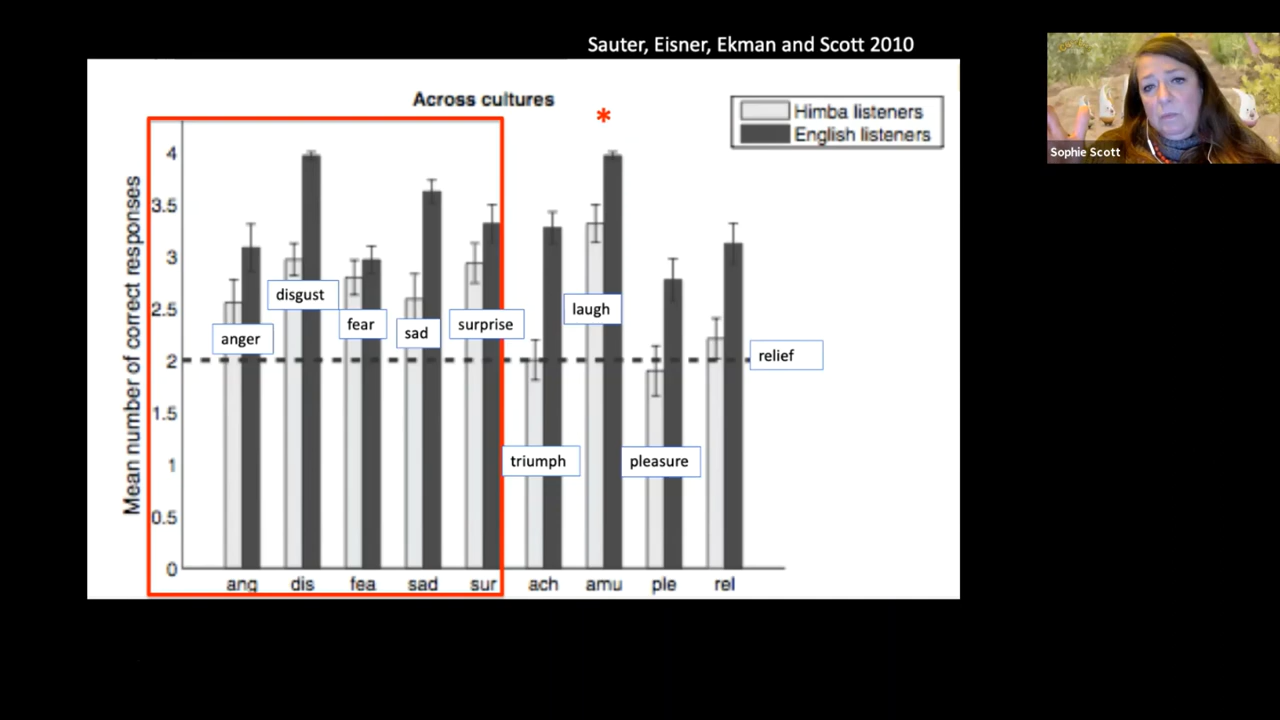 Sauter, Eisner, Ekman and Scott 2010
Sophie Scott
Across cultures
*
Himba listeners
English listeners
Mean number of correct responses
4
3.5
3
2.5
2
1.5
1
0.5
0
disgust
laugh
fear
sad
surprise
anger
relief
triumph
pleasure
ang dis fea sad sur ach amu ple rel